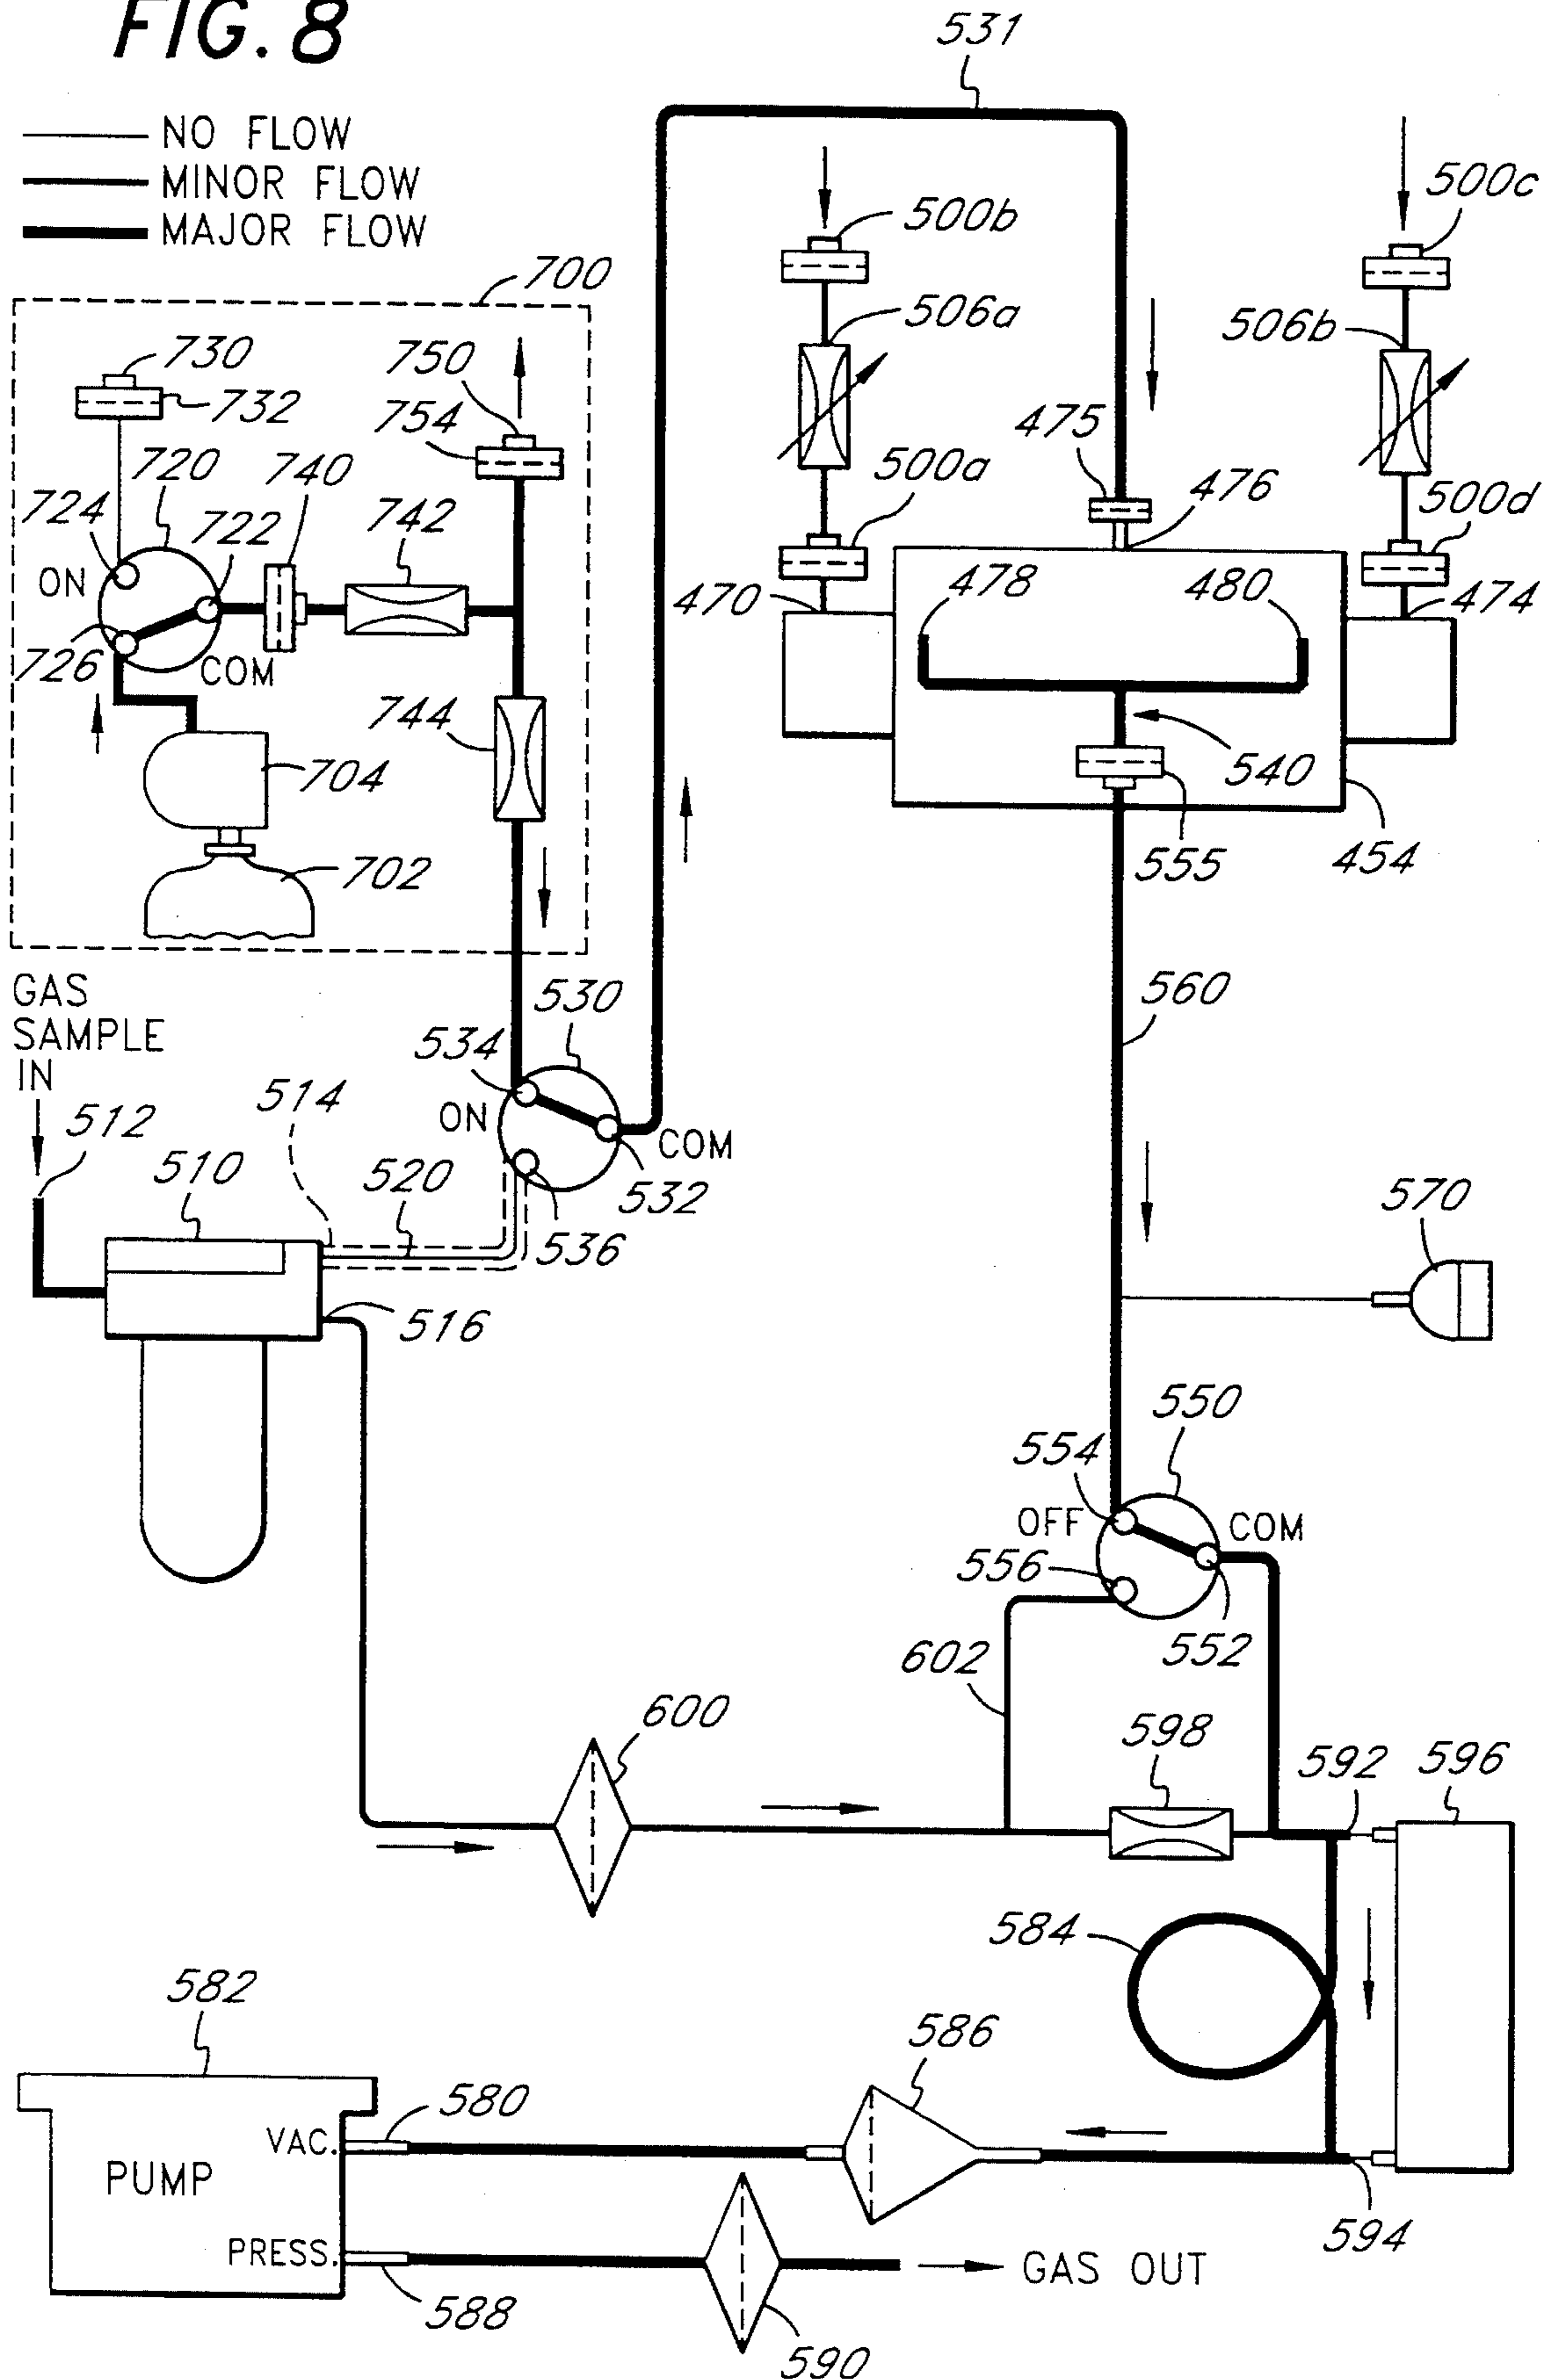 FIG. 8
NO FLOW
MINOR FLOW
MAJOR FLOW
531
500b
500c
506a
506b
700
730
732
750
754
720
740
724
722
742
ON
726
COM
744
704
702
475
476
500a
500d
470
478
480
474
540
555
454
GAS
SAMPLE
IN
512
514
510
520
530
534
ON
COM
532
536
516
560
570
550
554
OFF
COM
556
552
602
600
598
592
596
584
582
586
580
VAC.
PUMP
PRESS.
588
590
GAS OUT
594